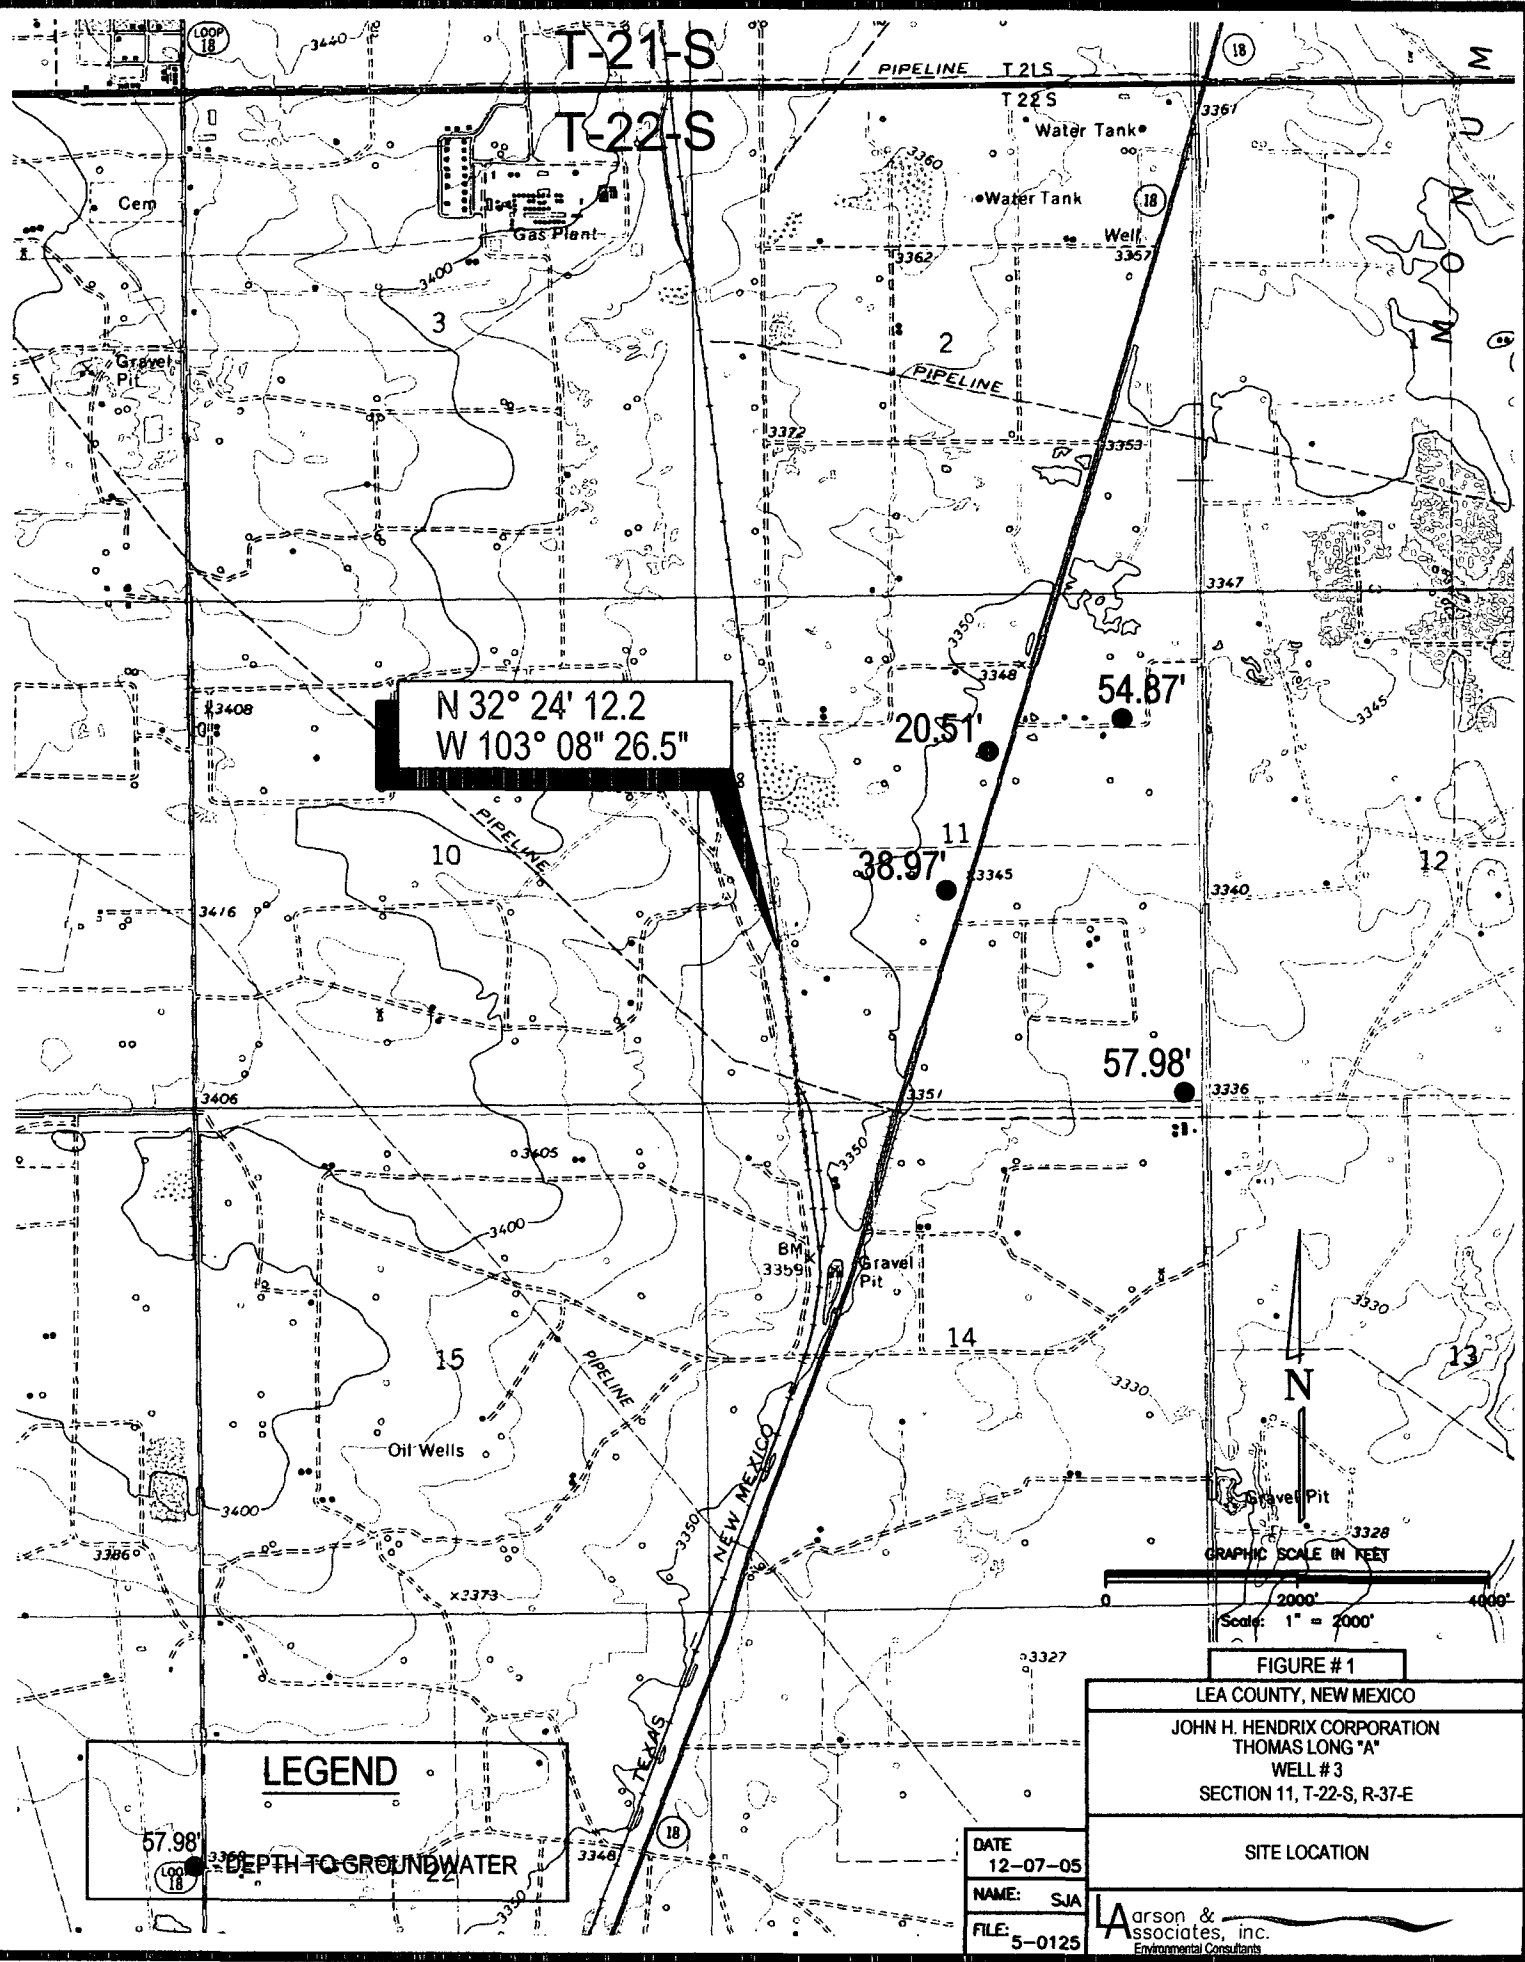 LOOP
18
3440
T-21-S
PIPELINE
T 21 S
18
M
T-22-S
T 22 S
3361
Water Tank
U
3360
Cem
Water Tank
18
N
Gas Plant
Well
3362
3357
O
3400
3
2
1
M
Gravel
Pit
5
PIPELINE
3372
3353
3347
3350
3348
3408
N 32° 24' 12.2
W 103° 08" 26.5"
54.87'
3345
20.51'
PIPELINE
10
11
12
38.97'
3345
3340
3416
57.98'
3336
3406
3351
3405
3350
3400
BM
3359
Gravel
Pit
3330
14
13
15
PIPELINE
N
3330
Oil Wells
NEW MEXICO
3400
3350
Gravel Pit
3328
3386
GRAPHIC SCALE IN FEET
x3373
0
2000'
4000'
Scale: 1" = 2000'
3327
FIGURE # 1
LEA COUNTY, NEW MEXICO
JOHN H. HENDRIX CORPORATION
THOMAS LONG "A"
WELL # 3
SECTION 11, T-22-S, R-37-E
TEXAS
LEGEND
57.98'
DEPTH TO GROUNDWATER
LOOP
18
22
18
3348
3350
DATE
12-07-05
SITE LOCATION
NAME: SJA
FILE: 5-0125
Larson &
Associates, inc.
Environmental Consultants